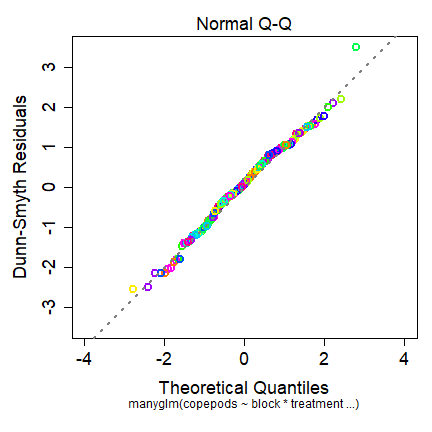 Normal Q-Q
Dunn-Smyth Residuals
3
2
1
0
-1
-2
-3
-4 -2 0 2 4
Theoretical Quantiles
manyglm(copepods ~ block * treatment ...)